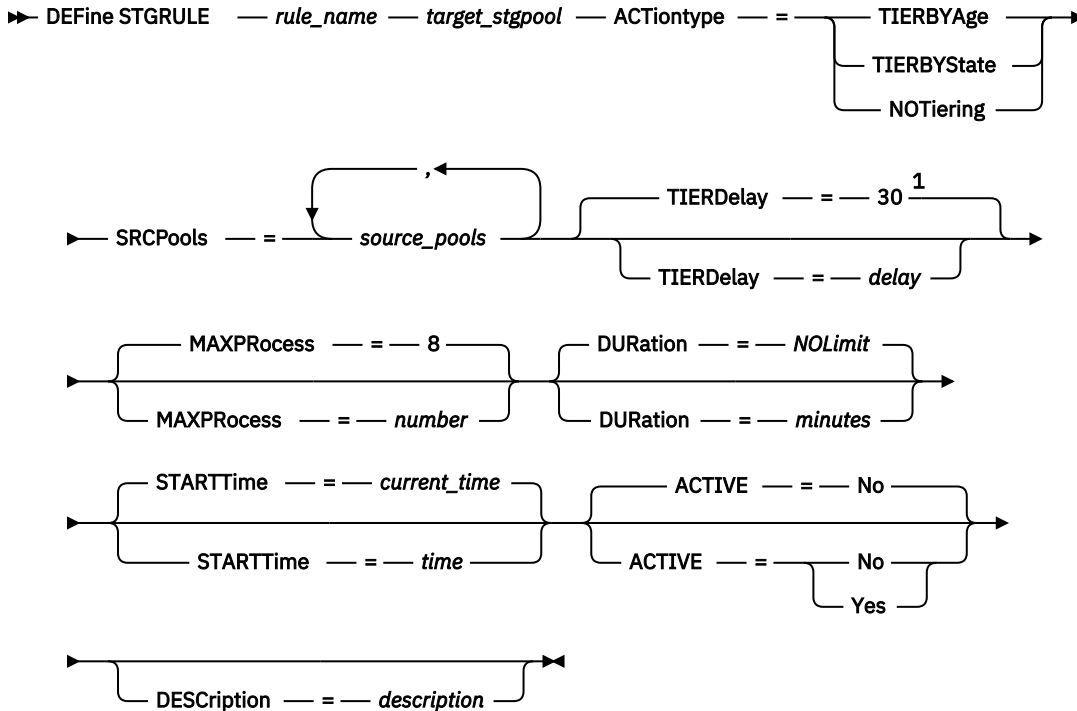 DEFine STGRULE rule_name target_stgpool ACTiontype = TIERBYAge
TIERBYState
NOTiering
,
TIERDelay = 30 1
SRCPools = source_pools
TIERDelay = delay
MAXPRocess = 8 DURation = NOLimit
MAXPRocess = number DURation = minutes
STARTTime = current_time ACTIVE = No
STARTTime = time ACTIVE = No
Yes
DESCription = description